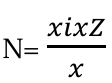 N= xixZ / x